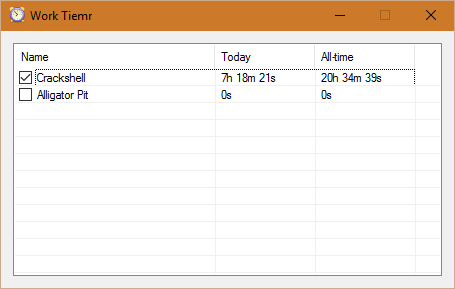 Work Tiemr
Name Today All-time
Crackshell 7h 18m 21s 20h 34m 39s
Alligator Pit 0s 0s